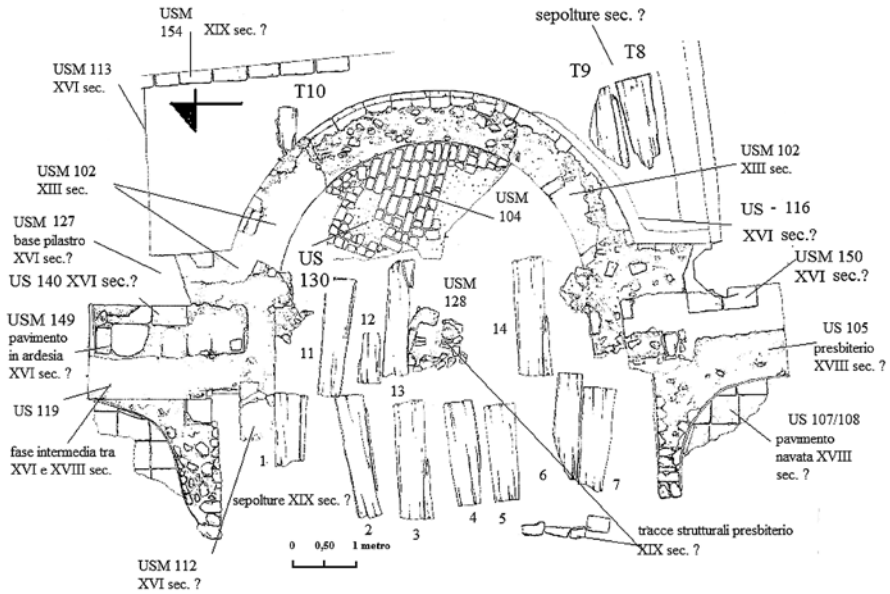 USM
154
XIX sec. ?
sepolture sec. ?
T8
T9
USM 113
XVI sec.
T10
USM 102
XIII sec.
USM 102
XIII sec.
USM
104
US - 116
XVI sec.?
USM 127
base pilastro
XVI sec.?
US
130
USM 150
XVI sec.?
US 140 XVI sec.?
USM
128
USM 149
pavimento
in ardesia
XVI sec. ?
12
14
11
US 105
presbiterio
XVIII sec. ?
13
US 119
US 107/108
pavimento
navata XVIII
sec. ?
fase intermedia tra
XVI e XVIII sec.
1
6
7
sepolture XIX sec. ?
2
3
4
5
0 0,50 1 metro
tracce strutturali presbiterio
XIX sec. ?
USM 112
XVI sec. ?